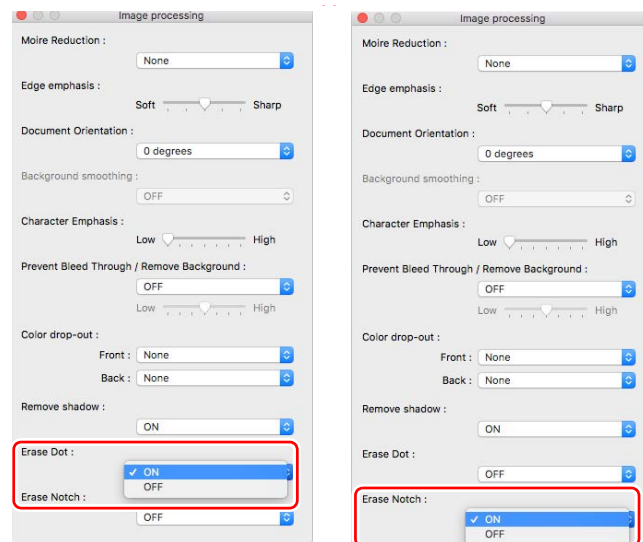 Image processing
Moire Reduction :
None
Edge emphasis :
Soft Sharp
Document Orientation :
0 degrees
Background smoothing :
OFF
Character Emphasis :
Low High
Prevent Bleed Through / Remove Background :
OFF
Low High
Color drop-out :
Front : None
Back : None
Remove shadow :
ON
Erase Dot :
✓ ON
OFF
Erase Notch :
OFF
Image processing
Moire Reduction :
None
Edge emphasis :
Soft Sharp
Document Orientation :
0 degrees
Background smoothing :
OFF
Character Emphasis :
Low High
Prevent Bleed Through / Remove Background :
OFF
Low High
Color drop-out :
Front : None
Back : None
Remove shadow :
ON
Erase Dot :
OFF
Erase Notch :
✓ ON
OFF